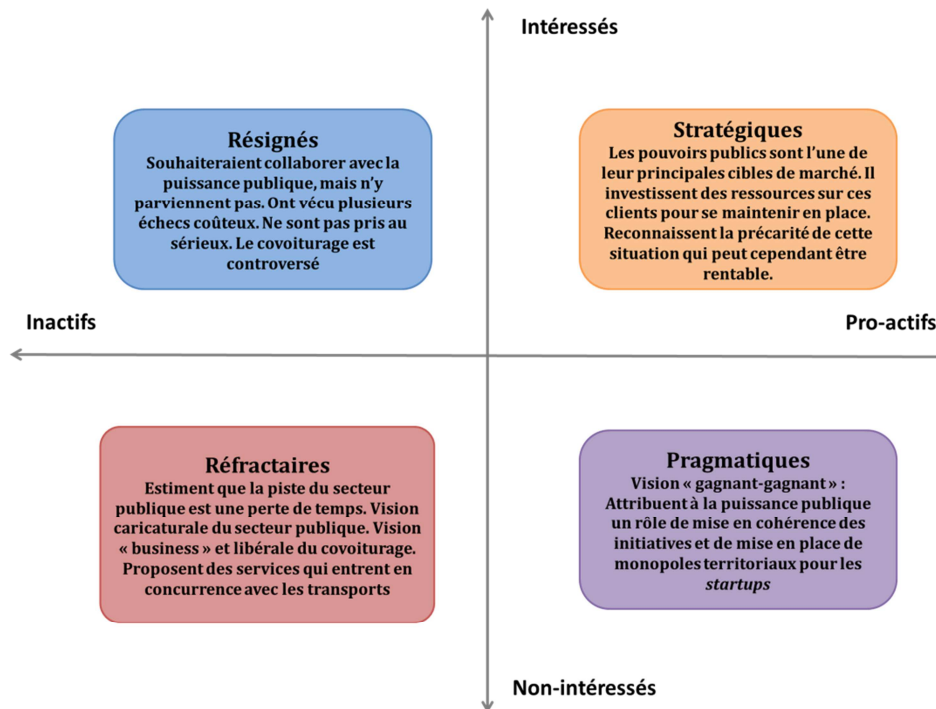 Intéressés
Résignés
Souhaiteraient collaborer avec la
puissance publique, mais n'y
parviennent pas. Ont vécu plusieurs
échecs coûteux. Ne sont pas pris au
sérieux. Le covoiturage est
controversé
Stratégiques
Les pouvoirs publics sont l'une de
leur principales cibles de marché. Il
investissent des ressources sur ces
clients pour se maintenir en place.
Reconnaissent la précarité de cette
situation qui peut cependant être
rentable.
Inactifs
Pro-actifs
Réfractaires
Estiment que la piste du secteur
publique est une perte de temps. Vision
caricaturale du secteur publique. Vision
« business » et libérale du covoiturage.
Proposent des services qui entrent en
concurrence avec les transports
Pragmatiques
Vision « gagnant-gagnant » :
Attribuent à la puissance publique
un rôle de mise en cohérence des
initiatives et de mise en place de
monopoles territoriaux pour les
startups
Non-intéressés